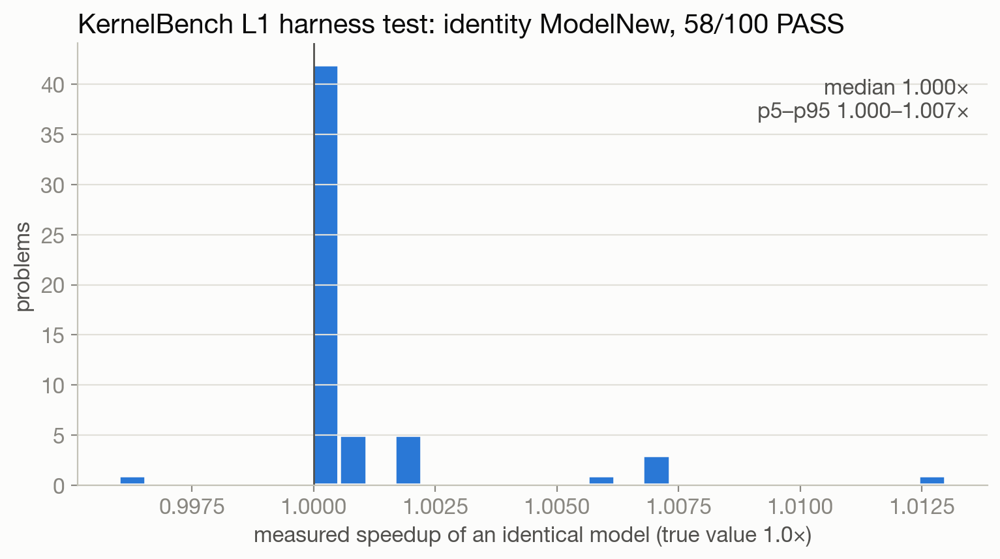 KernelBench L1 harness test: identity ModelNew, 58/100 PASS
median 1.000×
p5–p95 1.000–1.007×
problems
40
35
30
25
20
15
10
5
0
0.9975 1.0000 1.0025 1.0050 1.0075 1.0100 1.0125
measured speedup of an identical model (true value 1.0×)